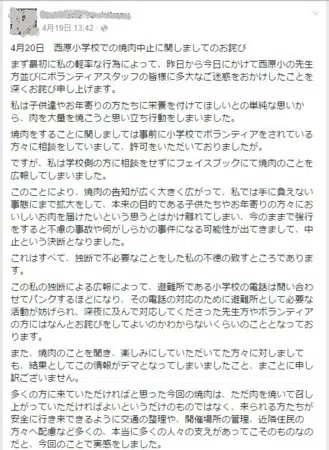 4月19日 13:42
4月20日　西原小学校での焼肉中止に関しましてのお詫び
まず最初に私の軽率な行為によって、昨日から今日にかけて西原小の先生
方並びにボランティアスタッフの皆様に多大なご迷惑をおかけしたことを
深くお詫び申し上げます。
私は子供達やお年寄りの方たちに栄養を付けてほしいとの単純な思いか
ら、肉を大量を焼こうと思い立ち行動をしまいました。
焼肉をすることに関しましては事前に小学校でボランティアをされている
方々に相談をしていまして、許可をいただいておりましたが。
ですが、私は学校側の方に相談をせずにフェイスブックにて焼肉のことを
広報してしまいました。
このことにより、焼肉の告知が広く大きく広がって、私では手に負えない
事態にまで拡大をして、本来の目的である子供たちやお年寄りの方々にお
いしいお肉を届けたいという思うとはかけ離れてしまい、今のままで強行
をすると不慮の事故や何がしらかの事件になる可能性が出てきまして、中
止という決断となりました。
これはすべて、独断で不必要なことをした私の不徳の致すところでありま
す。
この私の独断による広報によって、避難所である小学校の電話は問い合わ
せてパンクするほどになり、その電話の対応のために避難所として必要な
活動が妨げられ、深夜に及んで対応してくださった先生方やボランティア
の方にはなんとお詫びをしてよいのかわからないくらいのこととなってお
ります。
また、焼肉のことを聞き、楽しみにしていただいてた方々に対しまして
も、結果としてこの情報がデマとなってしまいましたこと、まことに申し
訳ございません。
多くの方に来ていただければと思った今回の焼肉は、ただ肉を焼いて召し
上がっていただければよいというだけのものではなく、来られる方たちが
安全に行き来できるように交通の整理や、開催場所の管理、近隣住民の
方々へ配慮などの多くの、本当に多くの人々の支えがあってこそのものなの
だと、今回のことで実感をしました。